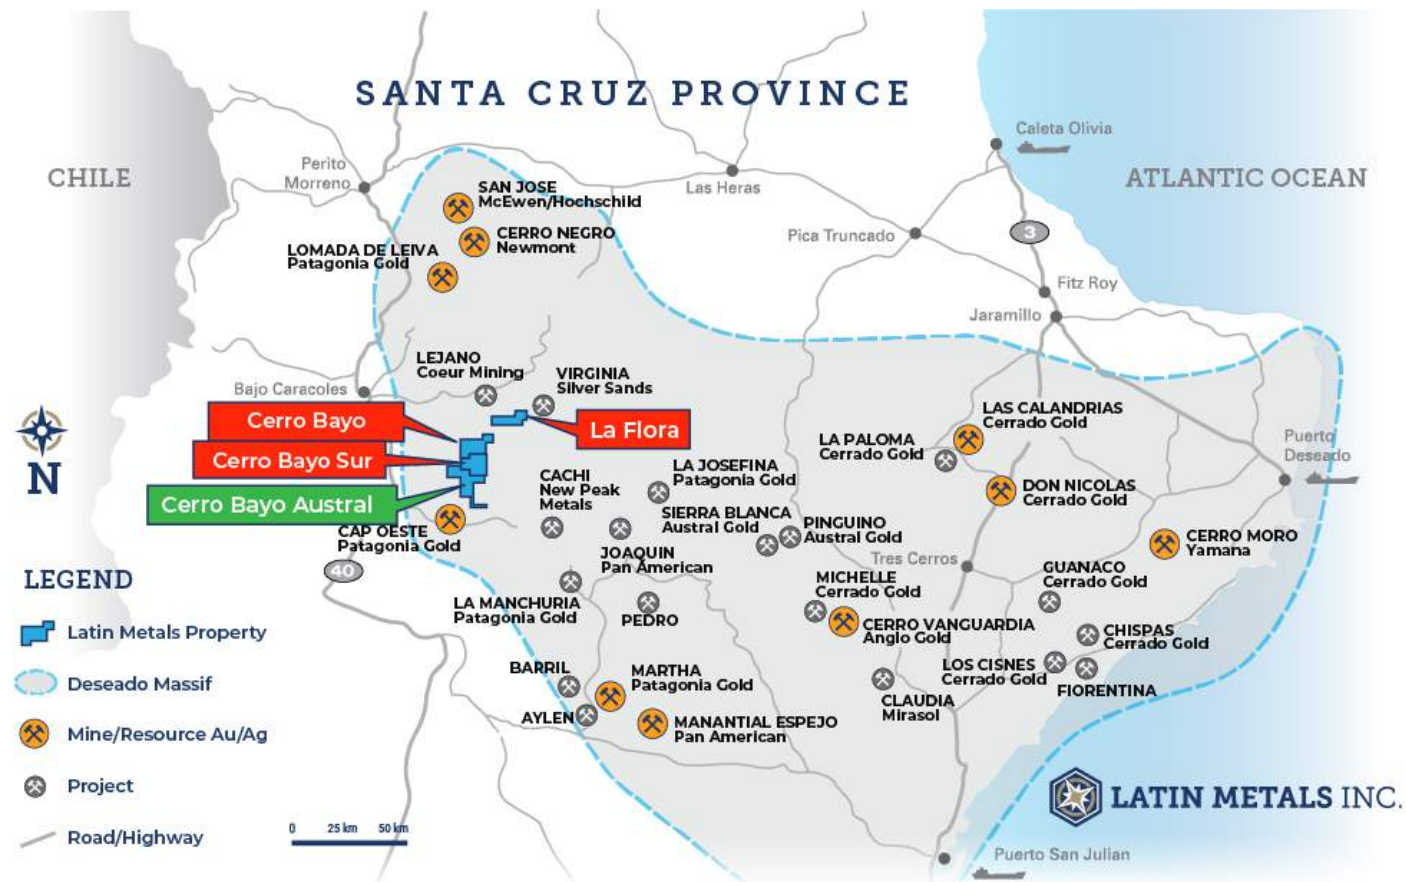 SANTA CRUZ PROVINCE
CHILE
ATLANTIC OCEAN
Caleta Olivia
Perito
Morreno
Las Heras
SAN JOSE
McEwen/Hochschild
CERRO NEGRO
Newmont
LOMADA DE LEIVA
Patagonia Gold
Pica Truncado
3
Fitz Roy
Jaramillo
LEJANO
Coeur Mining
VIRGINIA
Silver Sands
Bajo Caracoles
Cerro Bayo
La Flora
Cerro Bayo Sur
Cerro Bayo Austral
N
CAP OESTE
Patagonia Gold
40
CACHI
New Peak
Metals
LA JOSEFINA
Patagonia Gold
SIERRA BLANCA
Austral Gold
PINGUINO
Austral Gold
JOAQUIN
Pan American
LAS CALANDRIAS
Cerrado Gold
LA PALOMA
Cerrado Gold
DON NICOLAS
Cerrado Gold
Puerto
Deseado
CERRO MORO
Yamana
Tres Cerros
GUANACO
Cerrado Gold
MICHELLE
Cerrado Gold
CERRO VANGUARDIA
Anglo Gold
LA MANCHURIA
Patagonia Gold
PEDRO
CHISPAS
Cerrado Gold
LOS CISNES
Cerrado Gold
FIORENTINA
CLAUDIA
Mirasol
BARRIL
MARTHA
Patagonia Gold
AYLEN
MANANTIAL ESPEJO
Pan American
LEGEND
Latin Metals Property
Deseado Massif
Mine/Resource Au/Ag
Project
Road/Highway
0 25 km 50 km
LATIN METALS INC.
Puerto San Julian